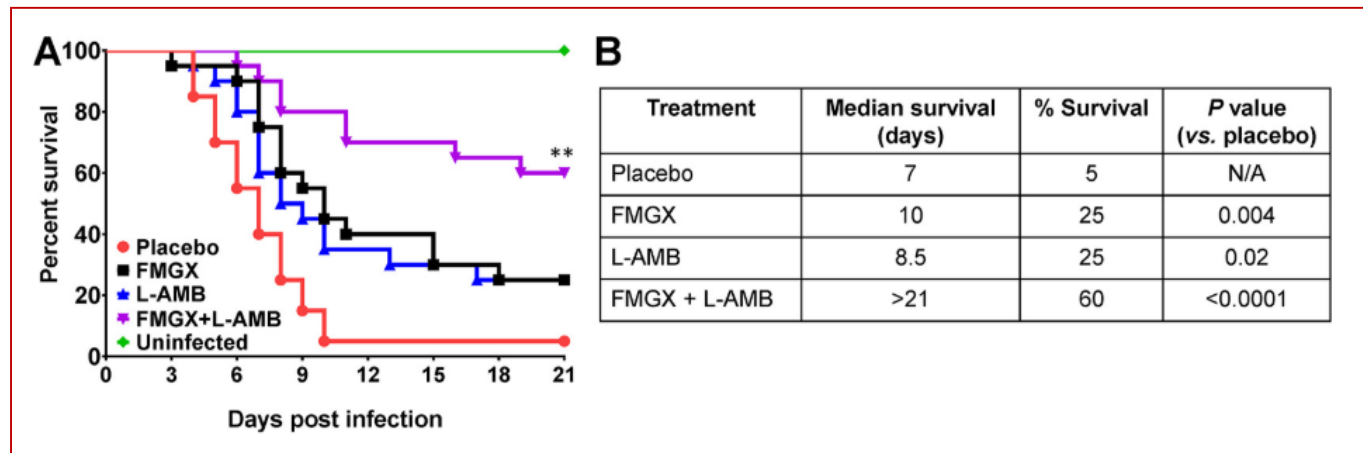 A
B
Percent survival
100
80
60
40
20
0
**
Placebo
FMGX
L-AMB
FMGX+L-AMB
Uninfected
0 3 6 9 12 15 18 21
Days post infection
Treatment Median survival (days) % Survival P value (vs. placebo)
Placebo 7 5 N/A
FMGX 10 25 0.004
L-AMB 8.5 25 0.02
FMGX + L-AMB >21 60 <0.0001